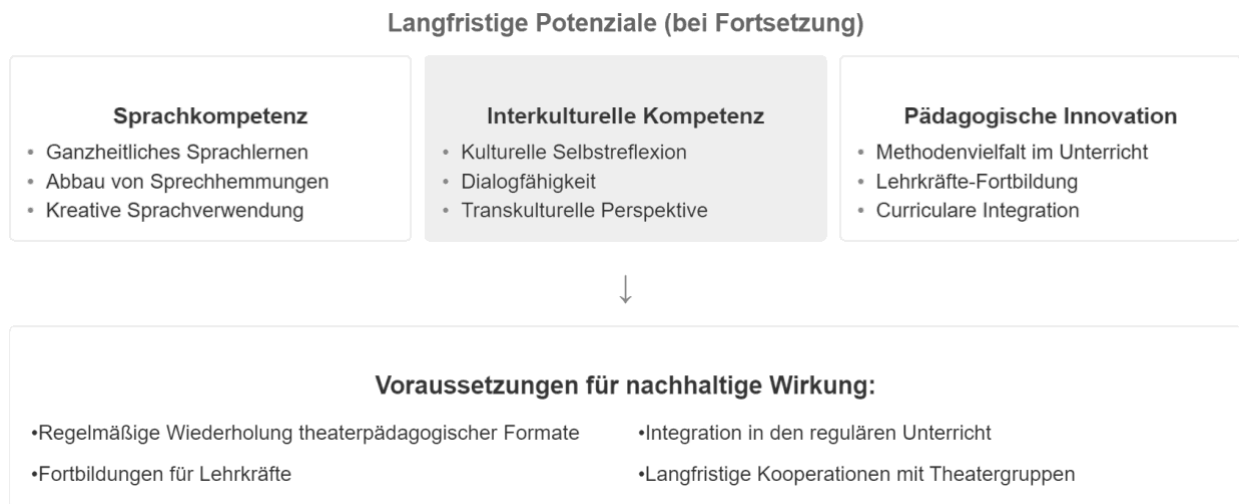 Langfristige Potenziale (bei Fortsetzung)
Sprachkompetenz
• Ganzheitliches Sprachlernen
• Abbau von Sprechhemmungen
• Kreative Sprachverwendung
Interkulturelle Kompetenz
• Kulturelle Selbstreflexion
• Dialogfähigkeit
• Transkulturelle Perspektive
Pädagogische Innovation
• Methodenvielfalt im Unterricht
• Lehrkräfte-Fortbildung
• Curriculare Integration
↓
Voraussetzungen für nachhaltige Wirkung:
•Regelmäßige Wiederholung theaterpädagogischer Formate
•Fortbildungen für Lehrkräfte
•Integration in den regulären Unterricht
•Langfristige Kooperationen mit Theatergruppen